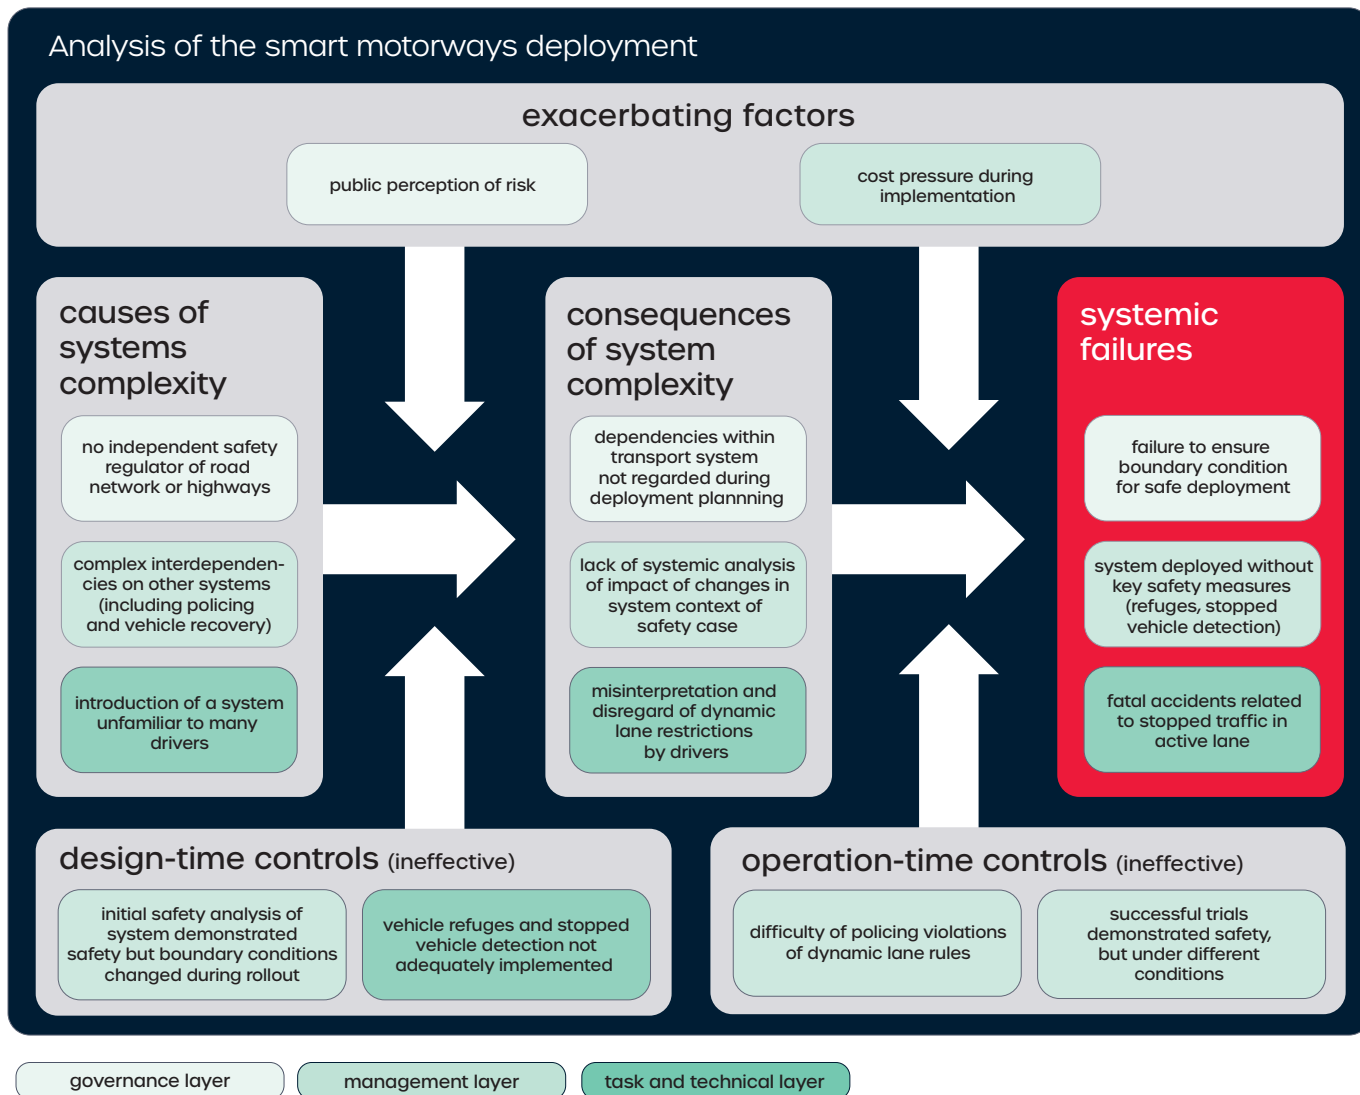 Analysis of the smart motorways deployment
exacerbating factors
public perception of risk
cost pressure during
implementation
causes of
systems
complexity
no independent safety
regulator of road
network or highways
complex interdependen-
cies on other systems
(including policing
and vehicle recovery)
introduction of a system
unfamiliar to many
drivers
consequences
of system
complexity
dependencies within
transport system
not regarded during
deployment plannning
lack of systemic analysis
of impact of changes in
system context of
safety case
misinterpretation and
disregard of dynamic
lane restrictions
by drivers
systemic
failures
failure to ensure
boundary condition
for safe deployment
system deployed without
key safety measures
(refuges, stopped
vehicle detection)
fatal accidents related
to stopped traffic in
active lane
design-time controls (ineffective)
initial safety analysis of
system demonstrated
safety but boundary conditions
changed during rollout
vehicle refuges and stopped
vehicle detection not
adequately implemented
operation-time controls (ineffective)
difficulty of policing violations
of dynamic lane rules
successful trials
demonstrated safety,
but under different
conditions
governance layer
management layer
task and technical layer